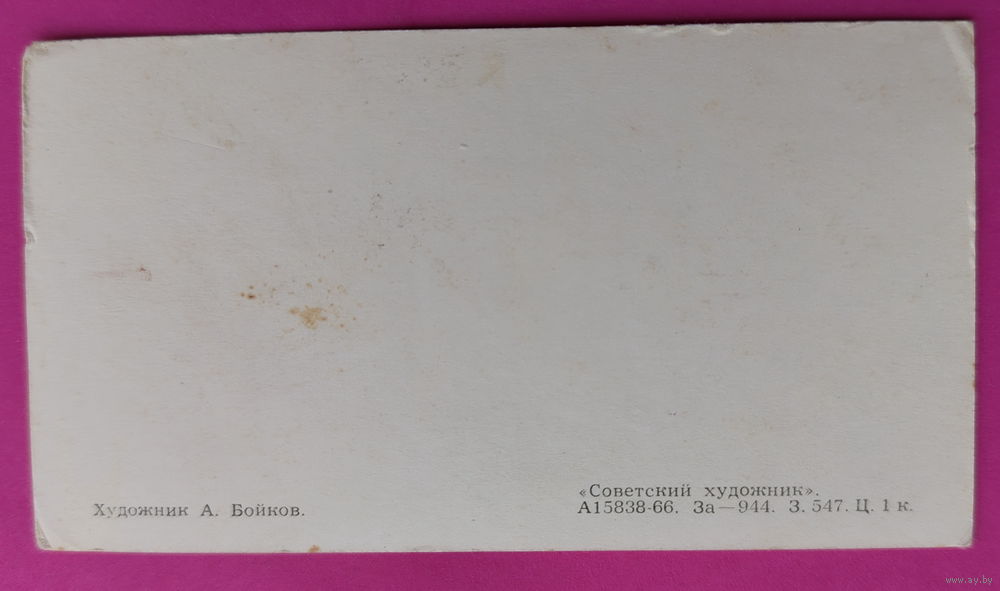 Художник А. Бойков.
«Советский художник».
А15838-66. За—944. З. 547. Ц. 1 к.
www.ay.by